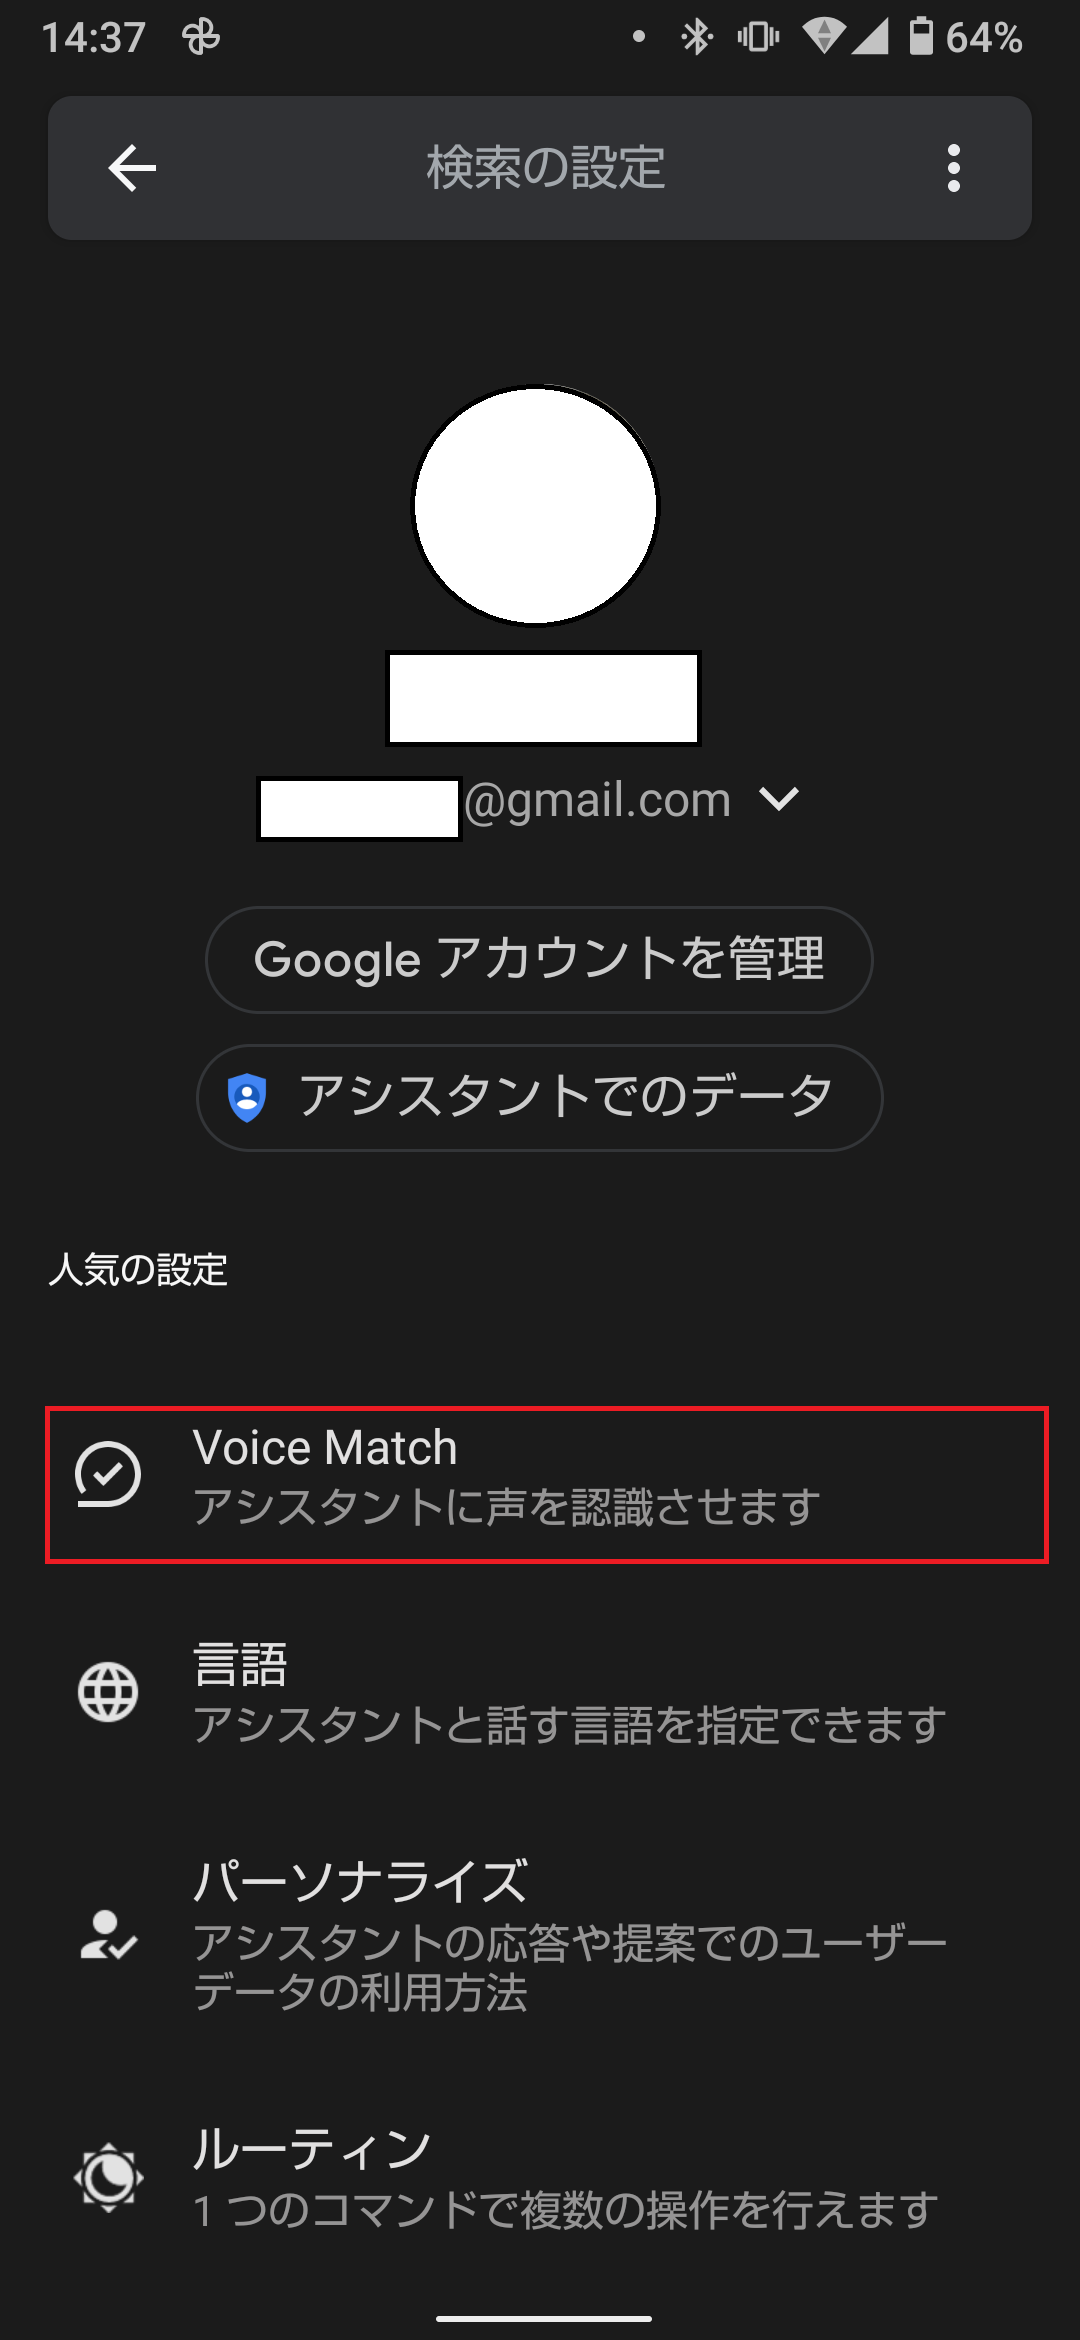 14:37
64%
検索の設定
@gmail.com
Google アカウントを管理
アシスタントでのデータ
人気の設定
Voice Match
アシスタントに声を認識させます
言語
アシスタントと話す言語を指定できます
パーソナライズ
アシスタントの応答や提案でのユーザー
データの利用方法
ルーティン
1 つのコマンドで複数の操作を行えます